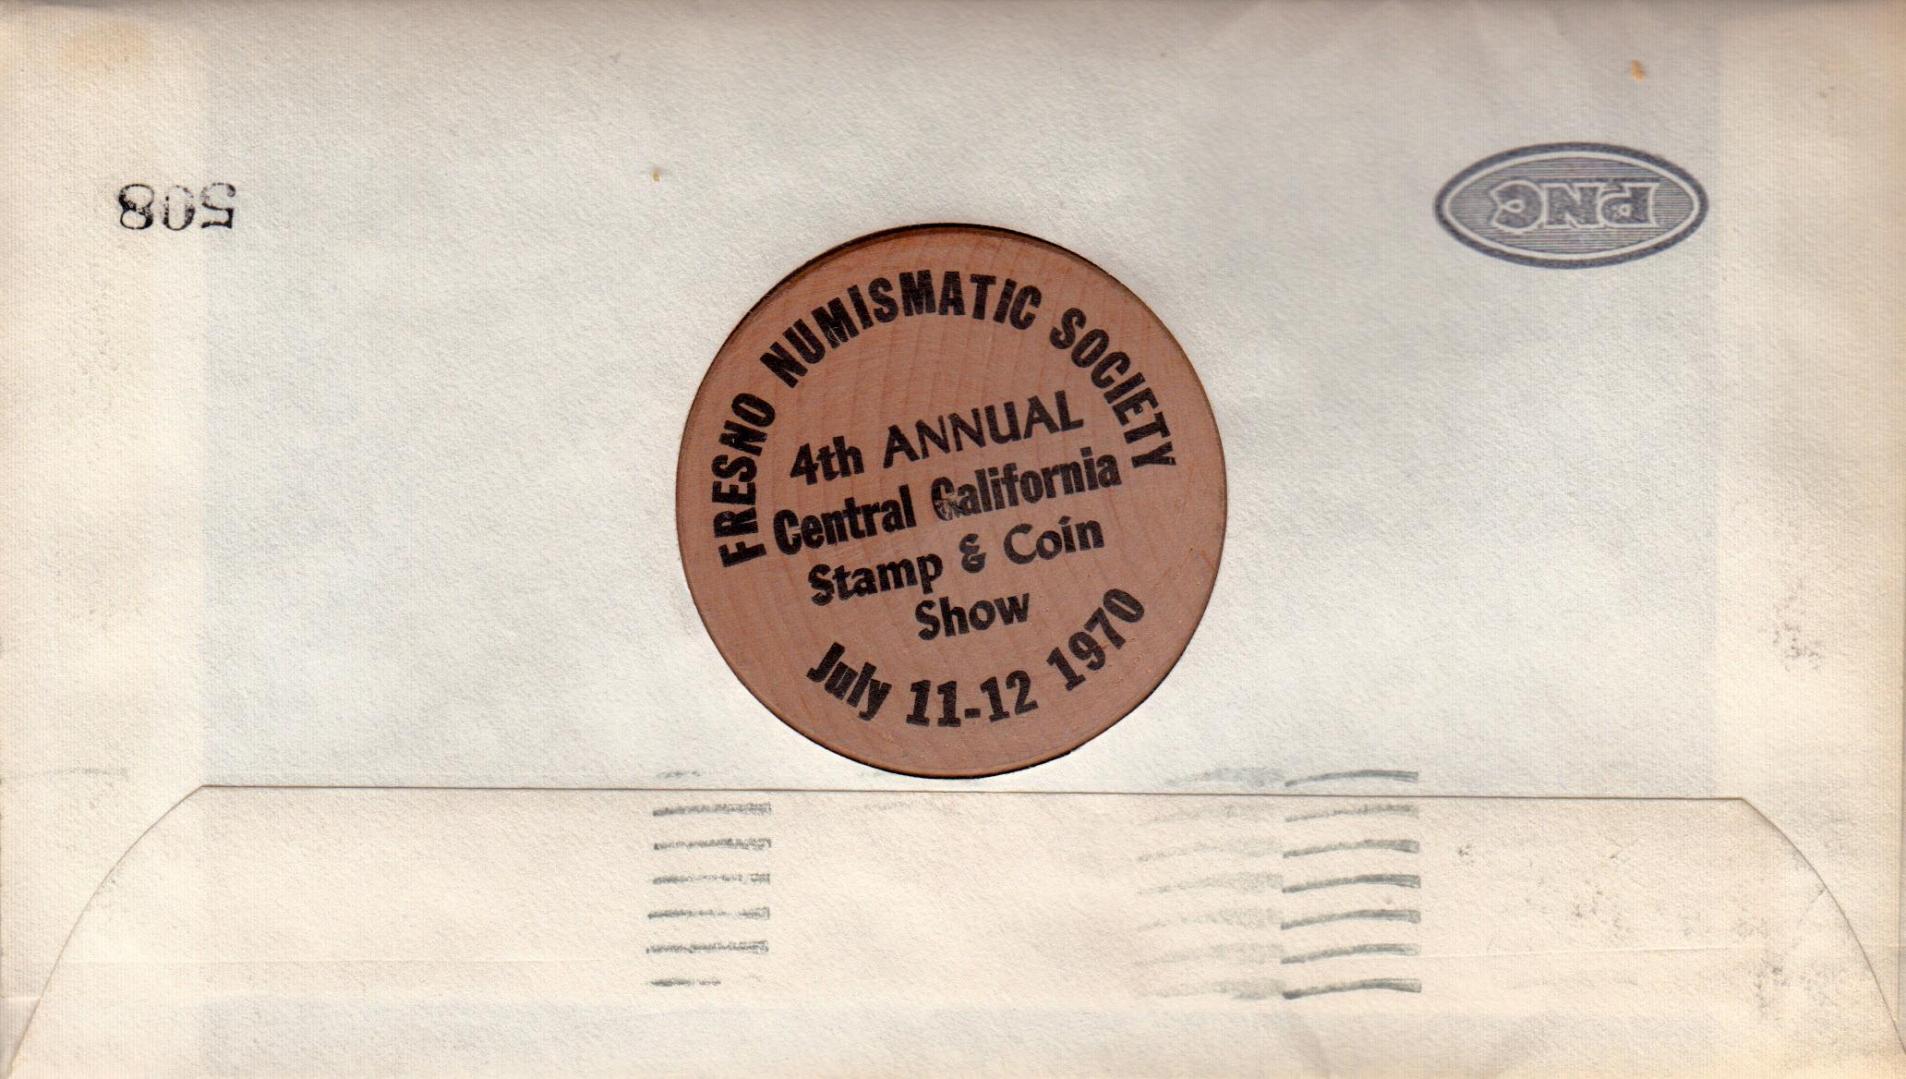 508
PNC
FRESNO NUMISMATIC SOCIETY
4th ANNUAL
Central California
Stamp & Coin
Show
July 11-12 1970